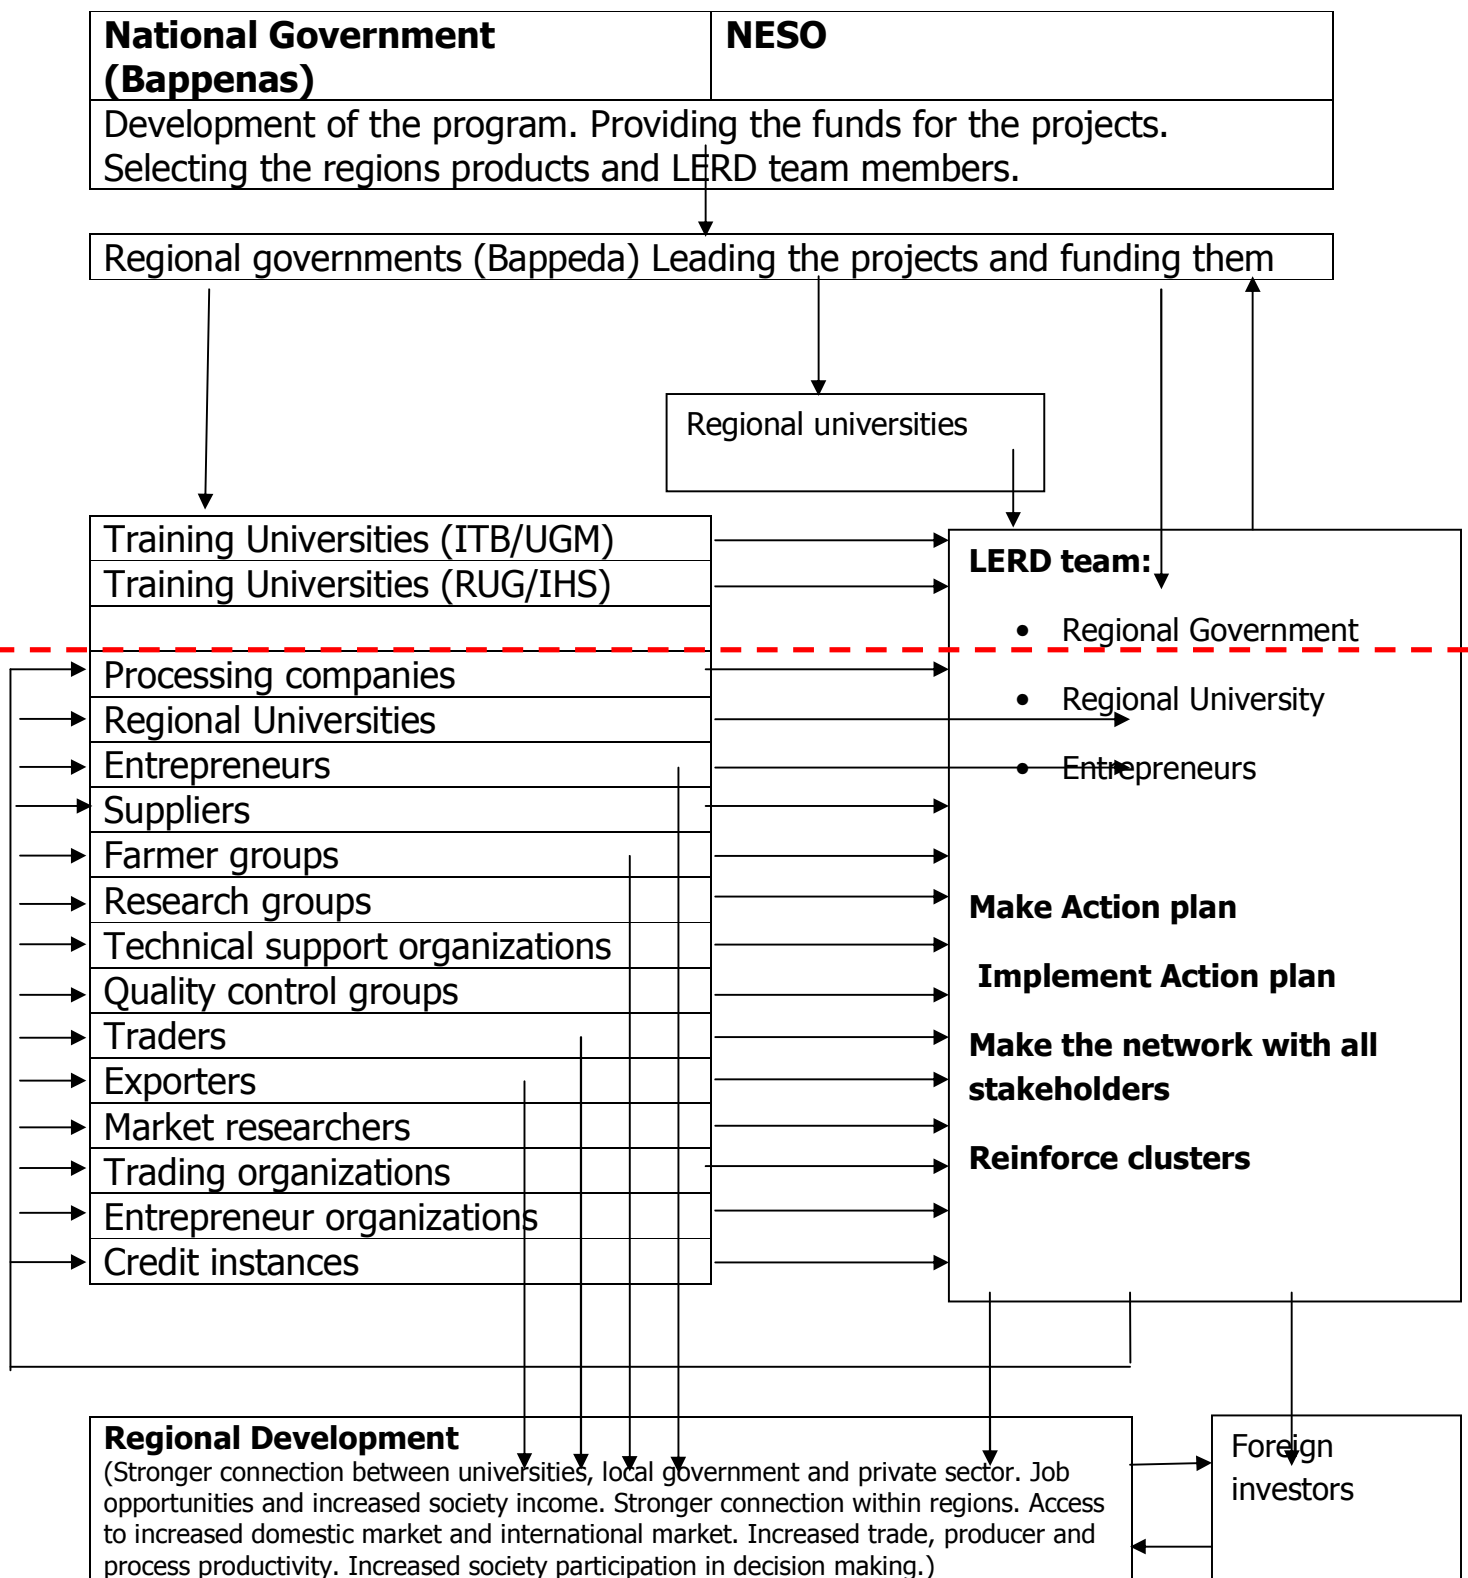 National Government
(Bappenas)
NESO
Development of the program. Providing the funds for the projects.
Selecting the regions products and LERD team members.
Regional governments (Bappeda) Leading the projects and funding them
Regional universities
Training Universities (ITB/UGM)
Training Universities (RUG/IHS)
Processing companies
Regional Universities
Entrepreneurs
Suppliers
Farmer groups
Research groups
Technical support organizations
Quality control groups
Traders
Exporters
Market researchers
Trading organizations
Entrepreneur organizations
Credit instances
LERD team:
• Regional Government
• Regional University
• Entrepreneurs
Make Action plan
Implement Action plan
Make the network with all
stakeholders
Reinforce clusters
Regional Development
(Stronger connection between universities, local government and private sector. Job
opportunities and increased society income. Stronger connection within regions. Access
to increased domestic market and international market. Increased trade, producer and
process productivity. Increased society participation in decision making.)
Foreign
investors